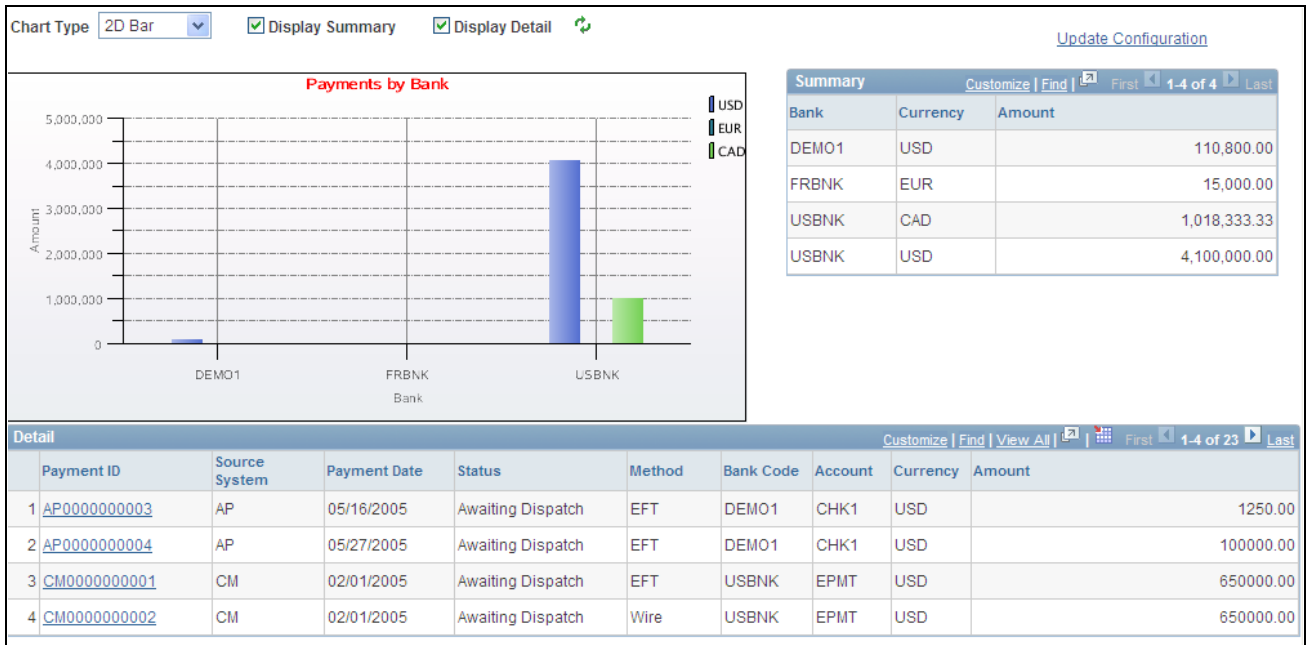 Chart Type 2D Bar Display Summary Display Detail
Update Configuration
Payments by Bank
USD
EUR
CAD
5,000,000
4,000,000
3,000,000
2,000,000
1,000,000
0
Amount
DEMO1 FRBNK USBNK
Bank
Summary Customize | Find | First 1-4 of 4 Last
Bank Currency Amount
DEMO1 USD 110,800.00
FRBNK EUR 15,000.00
USBNK CAD 1,018,333.33
USBNK USD 4,100,000.00
Detail Customize | Find | View All | | First 1-4 of 23 Last
Payment ID Source System Payment Date Status Method Bank Code Account Currency Amount
1 AP0000000003 AP 05/16/2005 Awaiting Dispatch EFT DEMO1 CHK1 USD 1250.00
2 AP0000000004 AP 05/27/2005 Awaiting Dispatch EFT DEMO1 CHK1 USD 100000.00
3 CM0000000001 CM 02/01/2005 Awaiting Dispatch EFT USBNK EPMT USD 650000.00
4 CM0000000002 CM 02/01/2005 Awaiting Dispatch Wire USBNK EPMT USD 650000.00